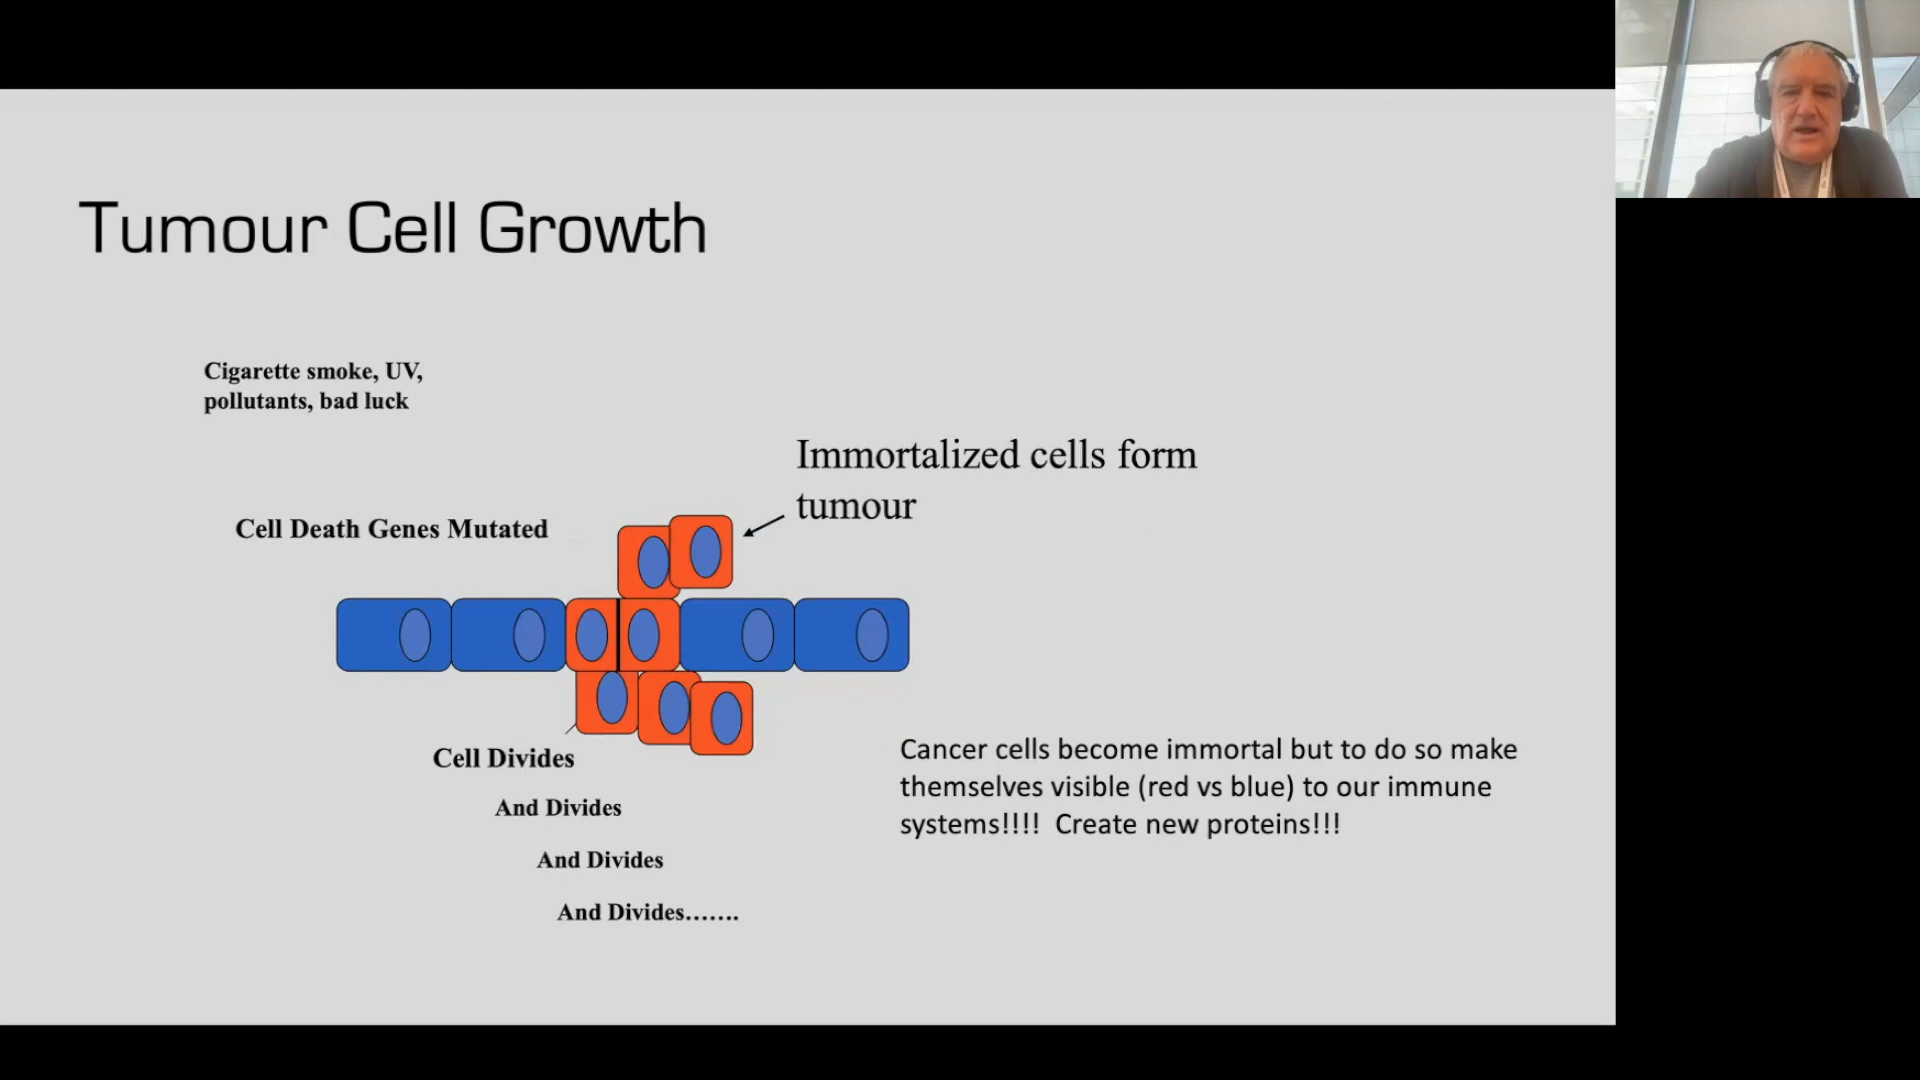 Tumour Cell Growth
Cigarette smoke, UV,
pollutants, bad luck
Immortalized cells form
tumour
Cell Death Genes Mutated
Cell Divides
And Divides
And Divides
And Divides…….
Cancer cells become immortal but to do so make
themselves visible (red vs blue) to our immune
systems!!!!  Create new proteins!!!